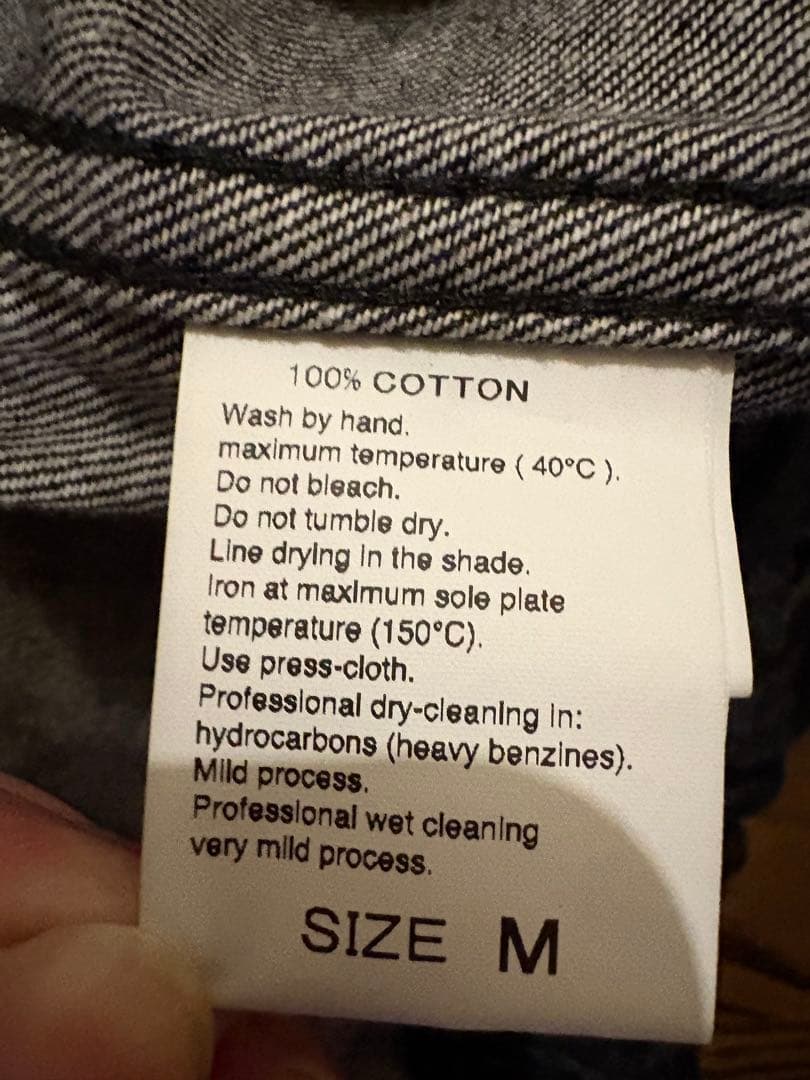 100% COTTON
Wash by hand.
maximum temperature ( 40°C ).
Do not bleach.
Do not tumble dry.
Line drying in the shade.
Iron at maximum sole plate
temperature (150°C).
Use press-cloth.
Professional dry-cleaning in:
hydrocarbons (heavy benzines).
Mild process.
Professional wet cleaning
very mild process.
SIZE M